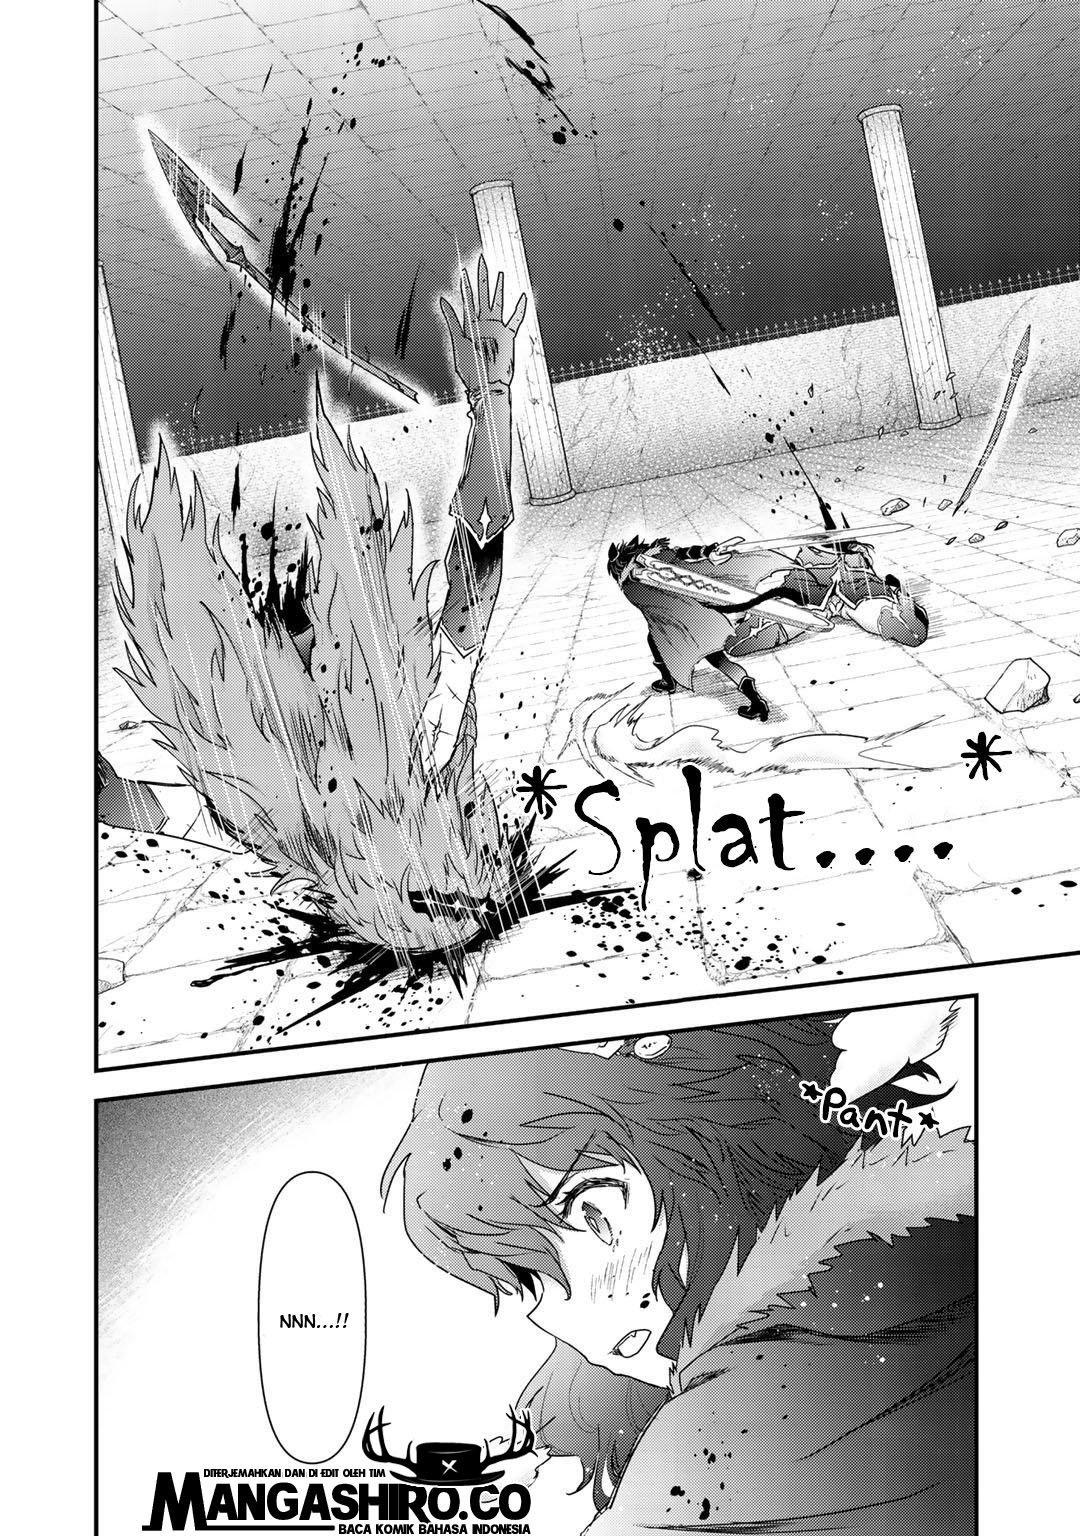 *Splat.... *
*Pant*
NNN...!!
DITERJEMAHKAN DAN DI EDIT OLEH TIM
MANGASHIRO.CO
BACA KOMIK BAHASA INDONESIA